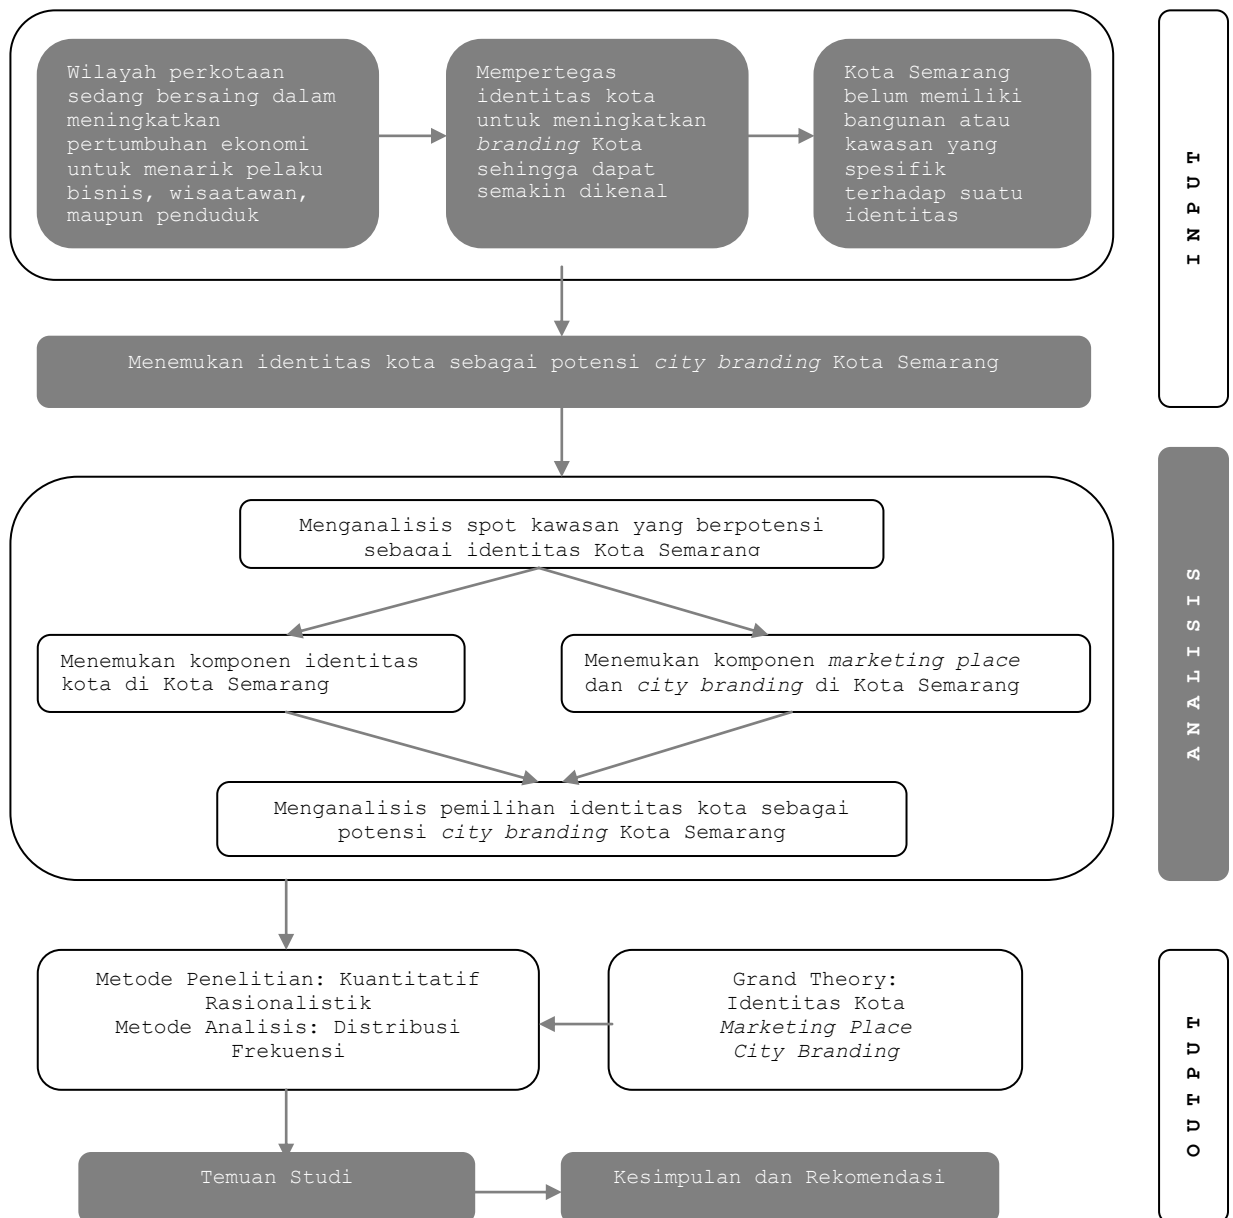 Wilayah perkotaan
sedang bersaing dalam
meningkatkan
pertumbuhan ekonomi
untuk menarik pelaku
bisnis, wisaatawan,
maupun penduduk
Mempertegas
identitas kota
untuk meningkatkan
branding Kota
sehingga dapat
semakin dikenal
Kota Semarang
belum memiliki
bangunan atau
kawasan yang
spesifik
terhadap suatu
identitas
INPUT
Menemukan identitas kota sebagai potensi city branding Kota Semarang
Menganalisis spot kawasan yang berpotensi
sebagai identitas Kota Semarang
Menemukan komponen identitas
kota di Kota Semarang
Menemukan komponen marketing place
dan city branding di Kota Semarang
Menganalisis pemilihan identitas kota sebagai
potensi city branding Kota Semarang
ANALISIS
Metode Penelitian: Kuantitatif
Rasionalistik
Metode Analisis: Distribusi
Frekuensi
Grand Theory:
Identitas Kota
Marketing Place
City Branding
Temuan Studi
Kesimpulan dan Rekomendasi
OUTPUT